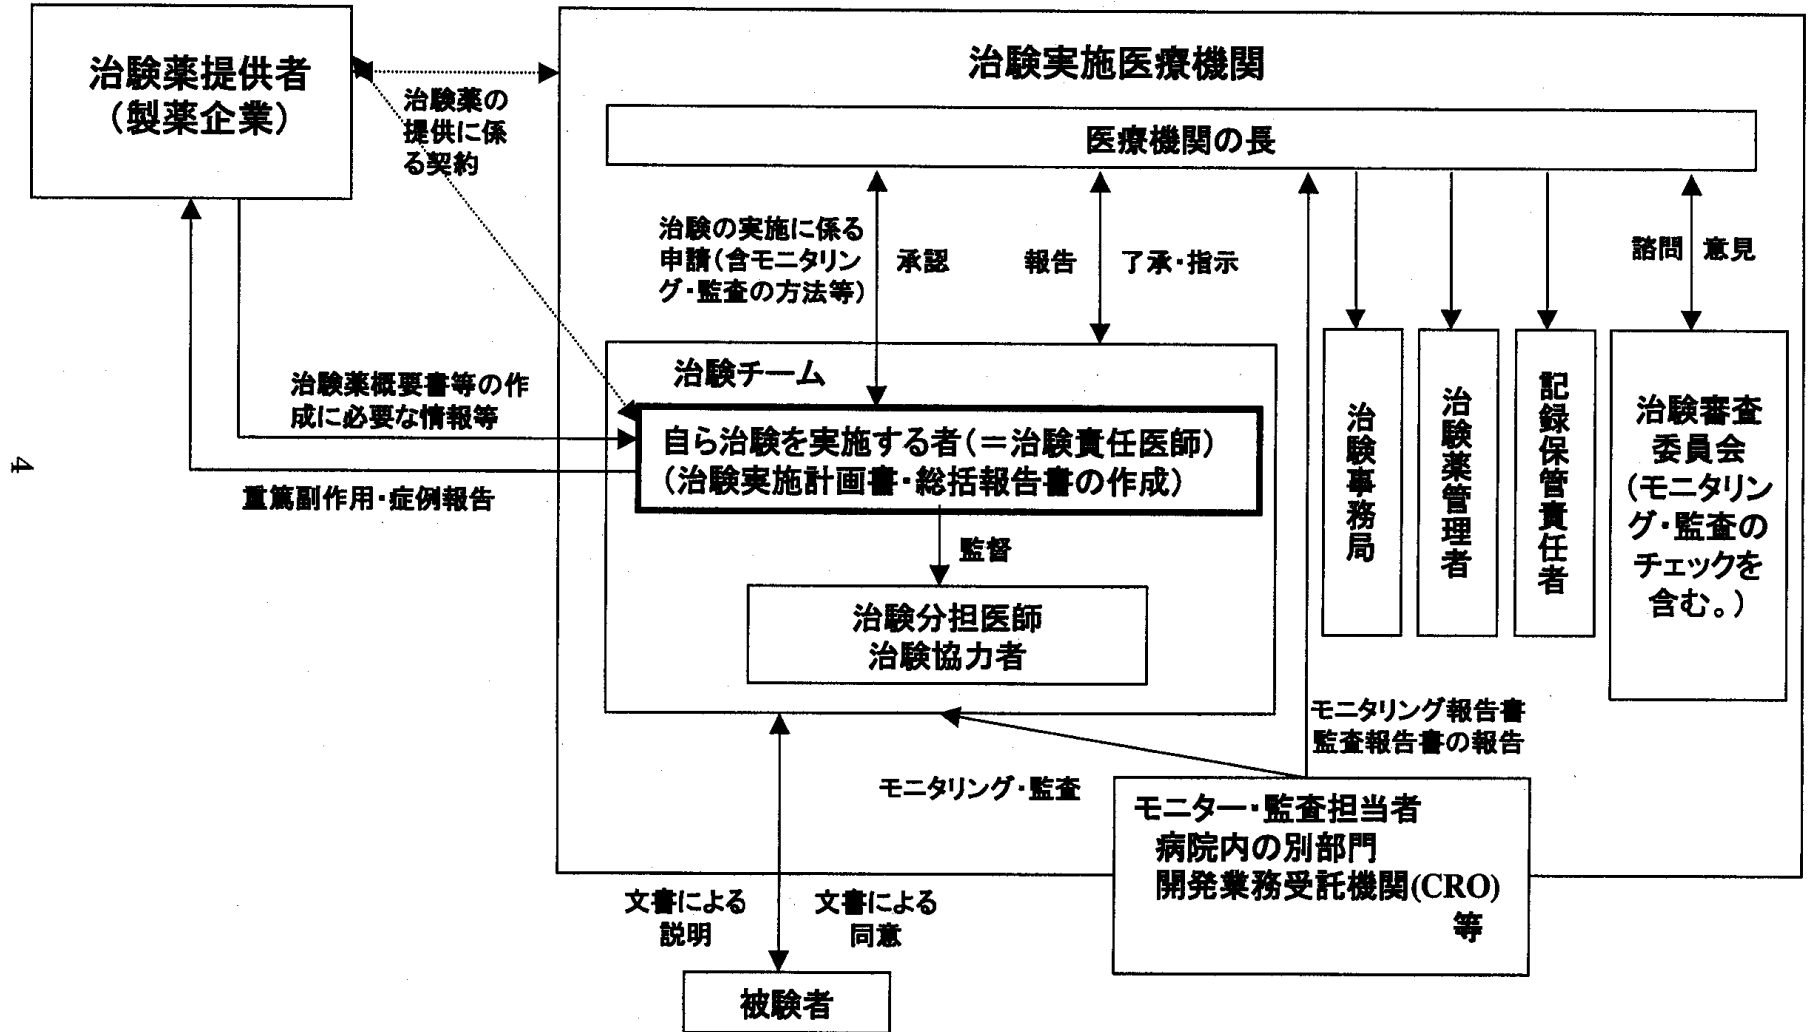 治験薬提供者
（製薬企業）
治験薬の
提供に係
る契約
治験実施医療機関
医療機関の長
治験の実施に係る
申請（含モニタリン
グ・監査の方法等）
承認
報告
了承・指示
諮問
意見
治験チーム
自ら治験を実施する者（＝治験責任医師）
（治験実施計画書・総括報告書の作成）
監督
治験分担医師
治験協力者
治験薬概要書等の作
成に必要な情報等
重篤副作用・症例報告
治験事務局
治験薬管理者
記録保管責任者
治験審査
委員会
（モニタリン
グ・監査の
チェックを
含む。）
モニタリング報告書
監査報告書の報告
モニタリング・監査
モニター・監査担当者
病院内の別部門
開発業務受託機関(CRO)
等
文書による
説明
文書による
同意
被験者
4